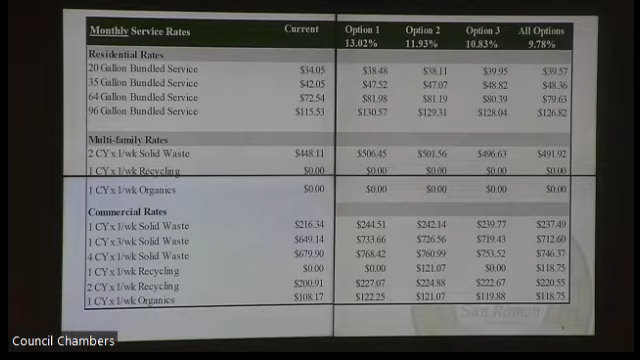 Monthly Service Rates Current Option 1 Option 2 Option 3 All Options
13.02% 11.93% 10.83% 9.78%
Residential Rates
20 Gallon Bundled Service $34.05 $38.48 $38.11 $39.95 $39.57
35 Gallon Bundled Service $42.05 $47.52 $47.07 $48.82 $48.36
64 Gallon Bundled Service $72.54 $81.98 $81.19 $80.39 $79.63
96 Gallon Bundled Service $115.53 $130.57 $129.31 $128.04 $126.82
Multi-family Rates
2 CY x 1/wk Solid Waste $448.11 $506.45 $501.56 $496.63 $491.92
1 CY x 1/wk Recycling $0.00 $0.00 $0.00 $0.00 $0.00
1 CY x 1/wk Organics $0.00 $0.00 $0.00 $0.00 $0.00
Commercial Rates
1 CY x 1/wk Solid Waste $216.34 $244.51 $242.14 $239.77 $237.49
1 CY x 3/wk Solid Waste $649.14 $733.66 $726.56 $719.43 $712.60
4 CY x 1/wk Solid Waste $679.90 $768.42 $760.99 $753.52 $746.37
1 CY x 1/wk Recycling $0.00 $0.00 $121.07 $0.00 $118.75
2 CY x 1/wk Recycling $200.91 $227.07 $224.88 $222.67 $220.55
1 CY x 1/wk Organics $108.17 $122.25 $121.07 $119.88 $118.75
San Ramon
Council Chambers